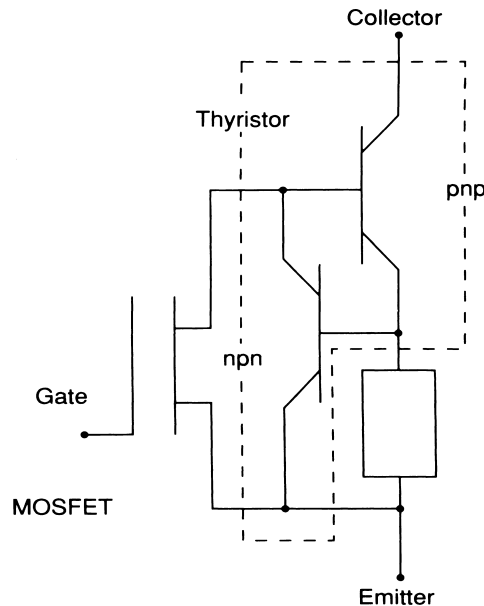 Collector
Thyristor
pnp
npn
Gate
MOSFET
Emitter